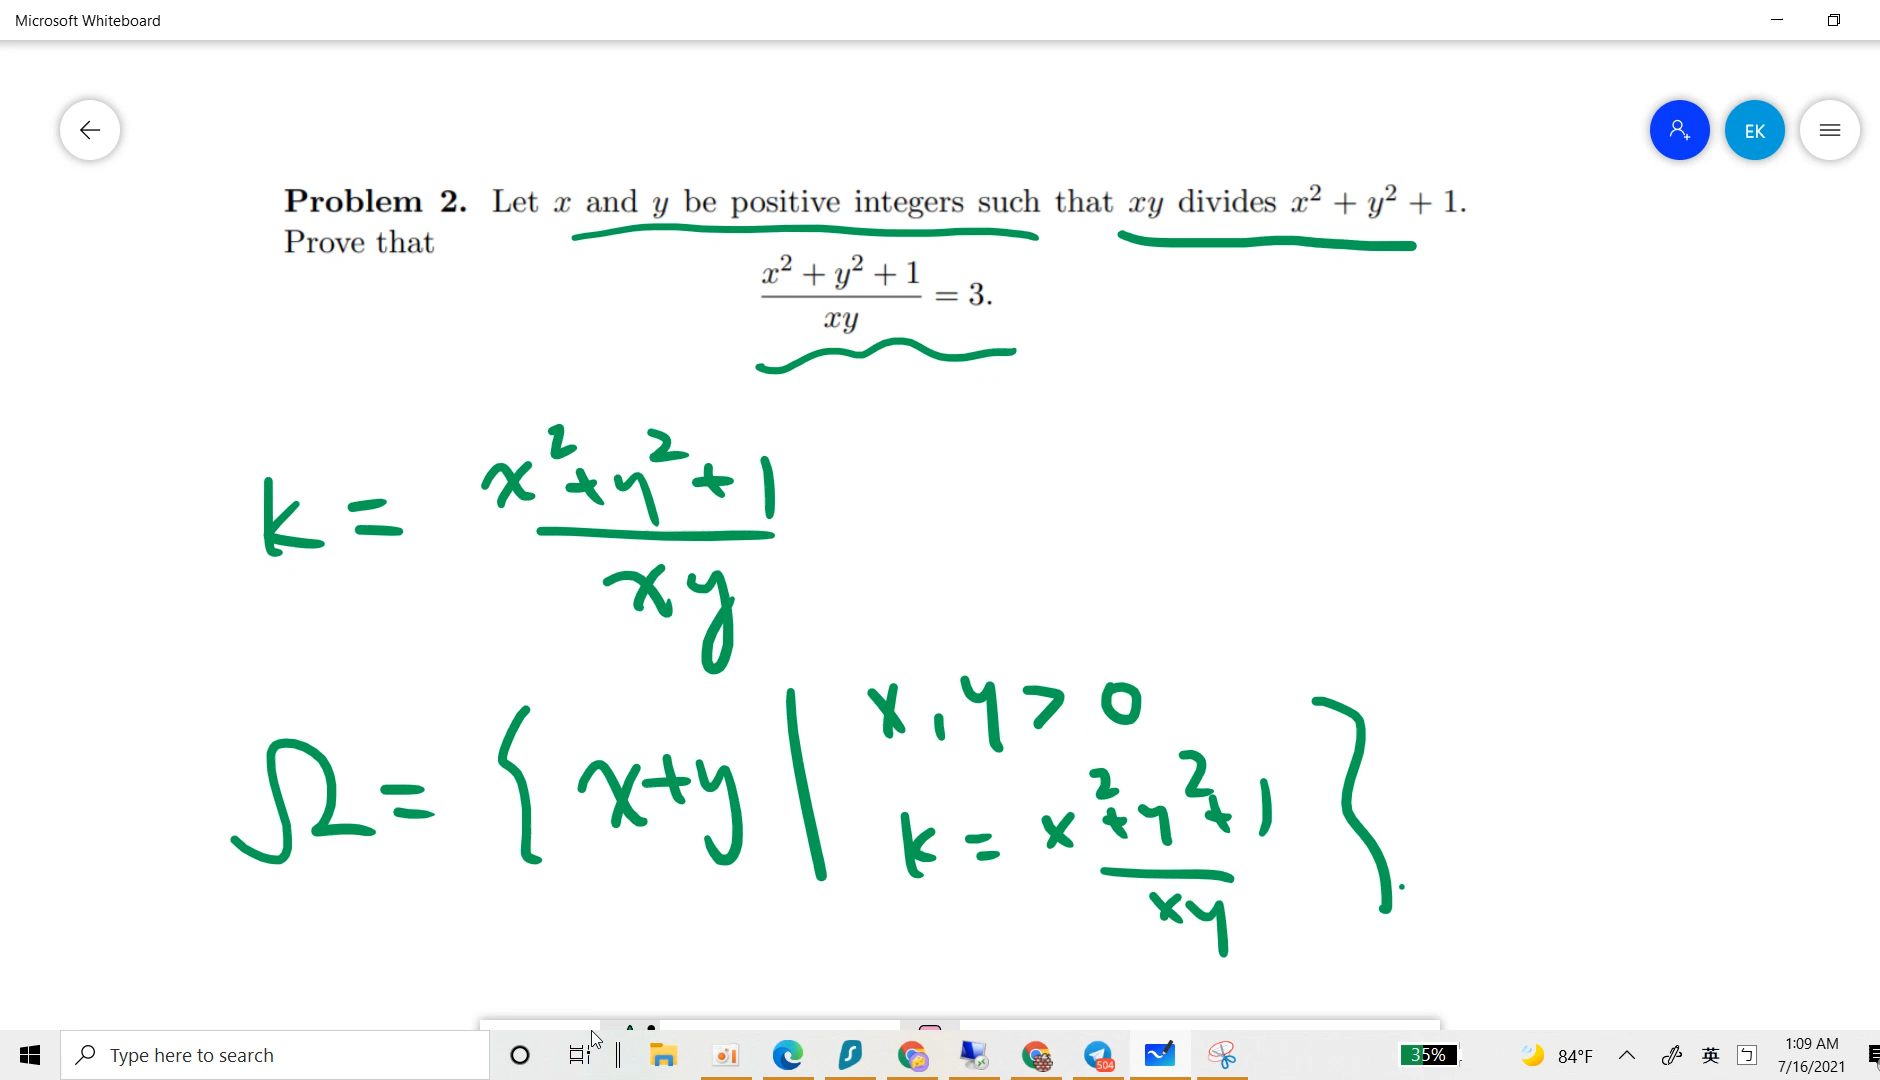 Microsoft Whiteboard
EK
Problem 2. Let x and y be positive integers such that xy divides x² + y² + 1.
Prove that
x² + y² + 1
= 3.
xy
k = x² + y² + 1
xy
Ω = { x+y | x, y > 0
k = x² + y² + 1 }.
xy
Type here to search
504
35%
84°F
英
1:09 AM
7/16/2021